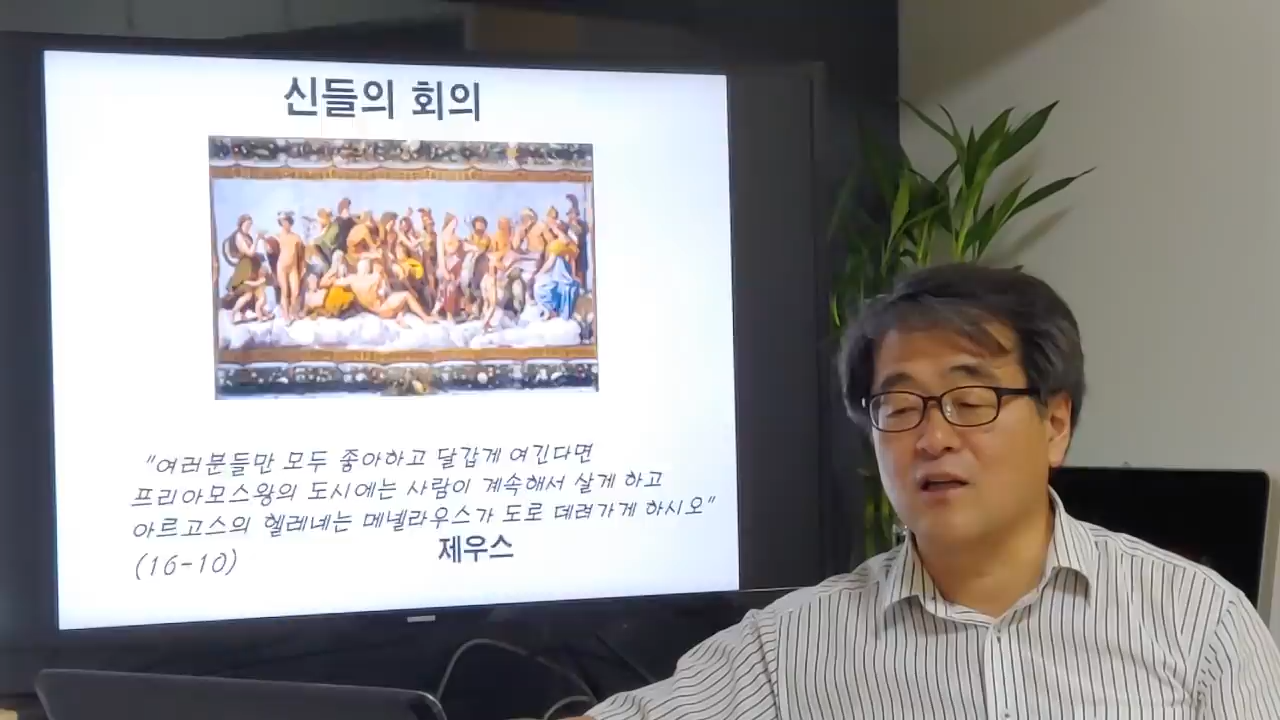 신들의 회의
"여러분들만 모두 좋아하고 달갑게 여긴다면
프리아모스왕의 도시에는 사람이 계속해서 살게 하고
아르고스의 헬레네는 메넬라우스가 도로 데려가게 하시오"
(16-10)
제우스